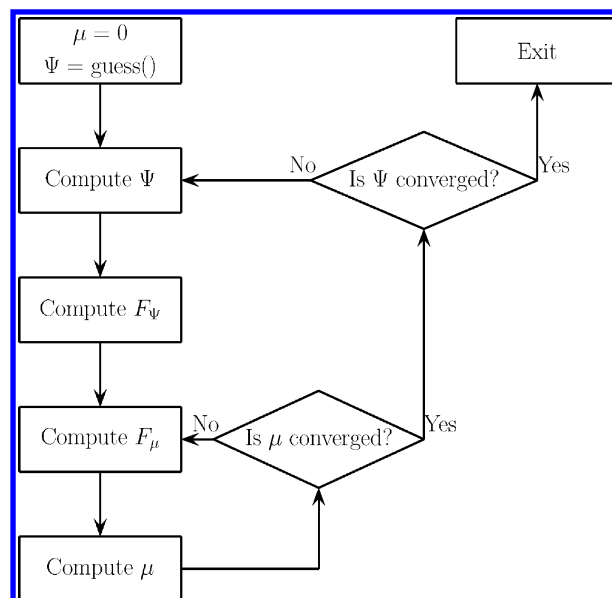 μ = 0
Ψ = guess()
Exit
No
Yes
Compute Ψ
Is Ψ converged?
Compute F_Ψ
No
Yes
Compute F_μ
Is μ converged?
Compute μ